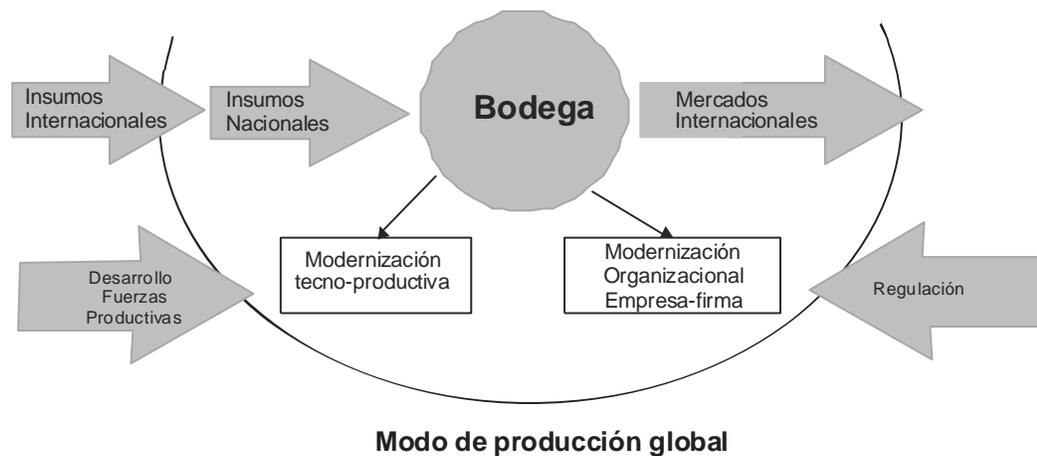 Insumos
Internacionales
Insumos
Nacionales
Bodega
Mercados
Internacionales
Modernización
tecno-productiva
Modernización
Organizacional
Empresa-firma
Desarrollo
Fuerzas
Productivas
Regulación
Modo de producción global